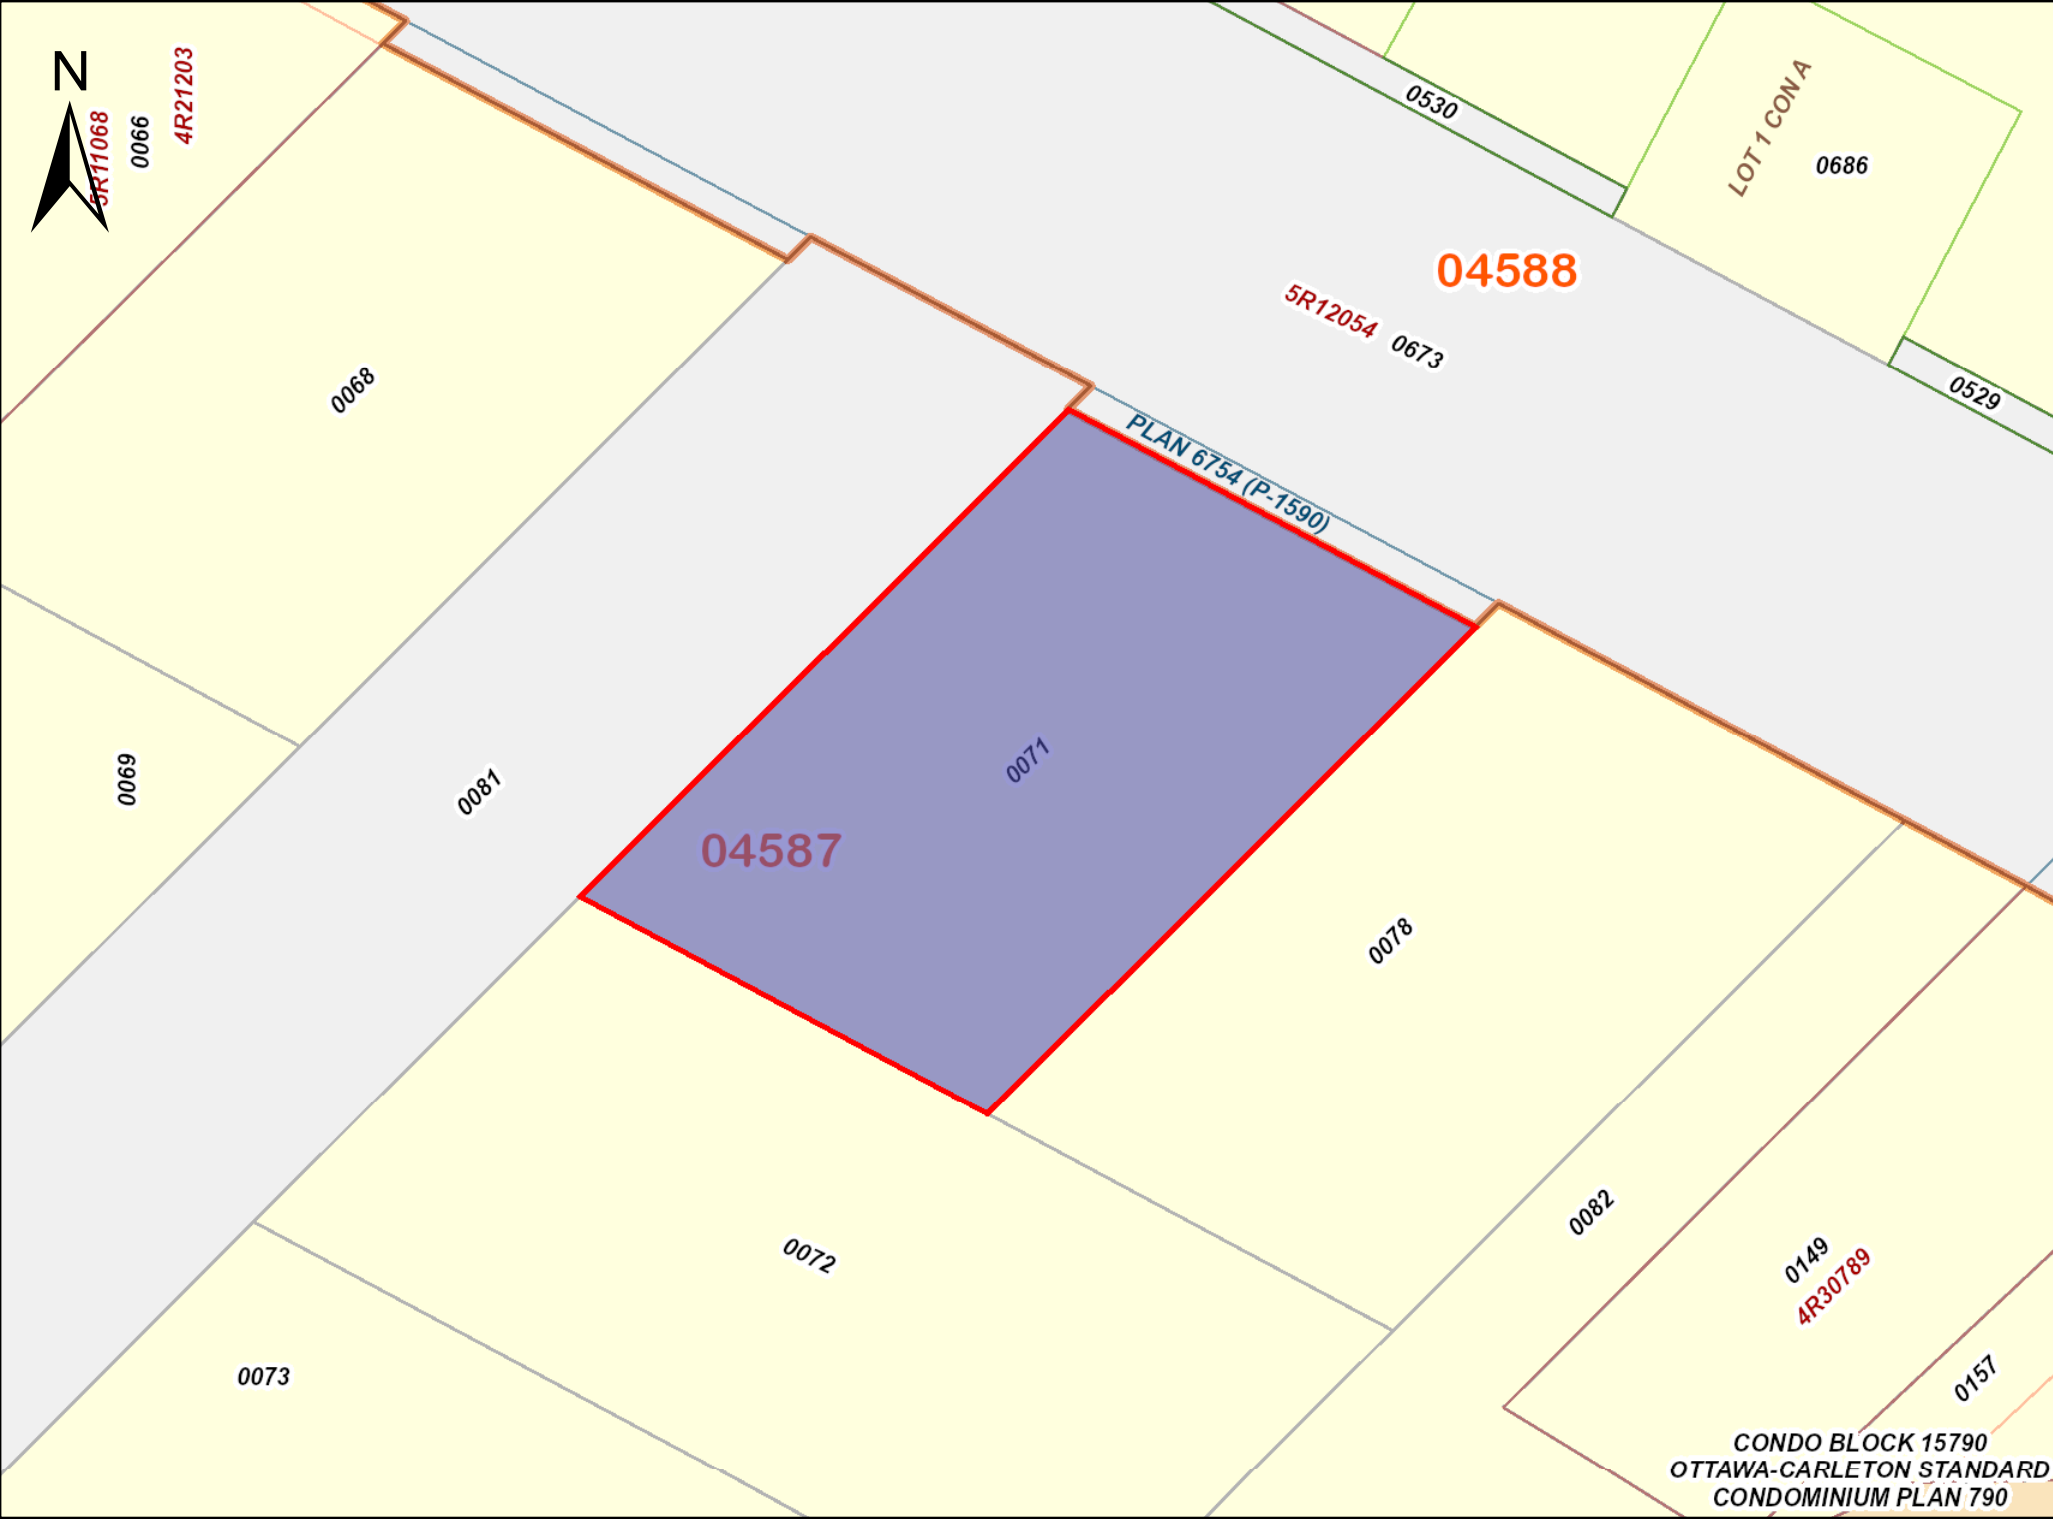 N
5R11068
0066
4R21203
0530
LOT 1 CON A
0686
04588
5R12054
0673
0529
0068
PLAN 6754 (P-1590)
0069
0081
0071
04587
0078
0082
0072
0149
4R30789
0073
0157
CONDO BLOCK 15790
OTTAWA-CARLETON STANDARD
CONDOMINIUM PLAN 790